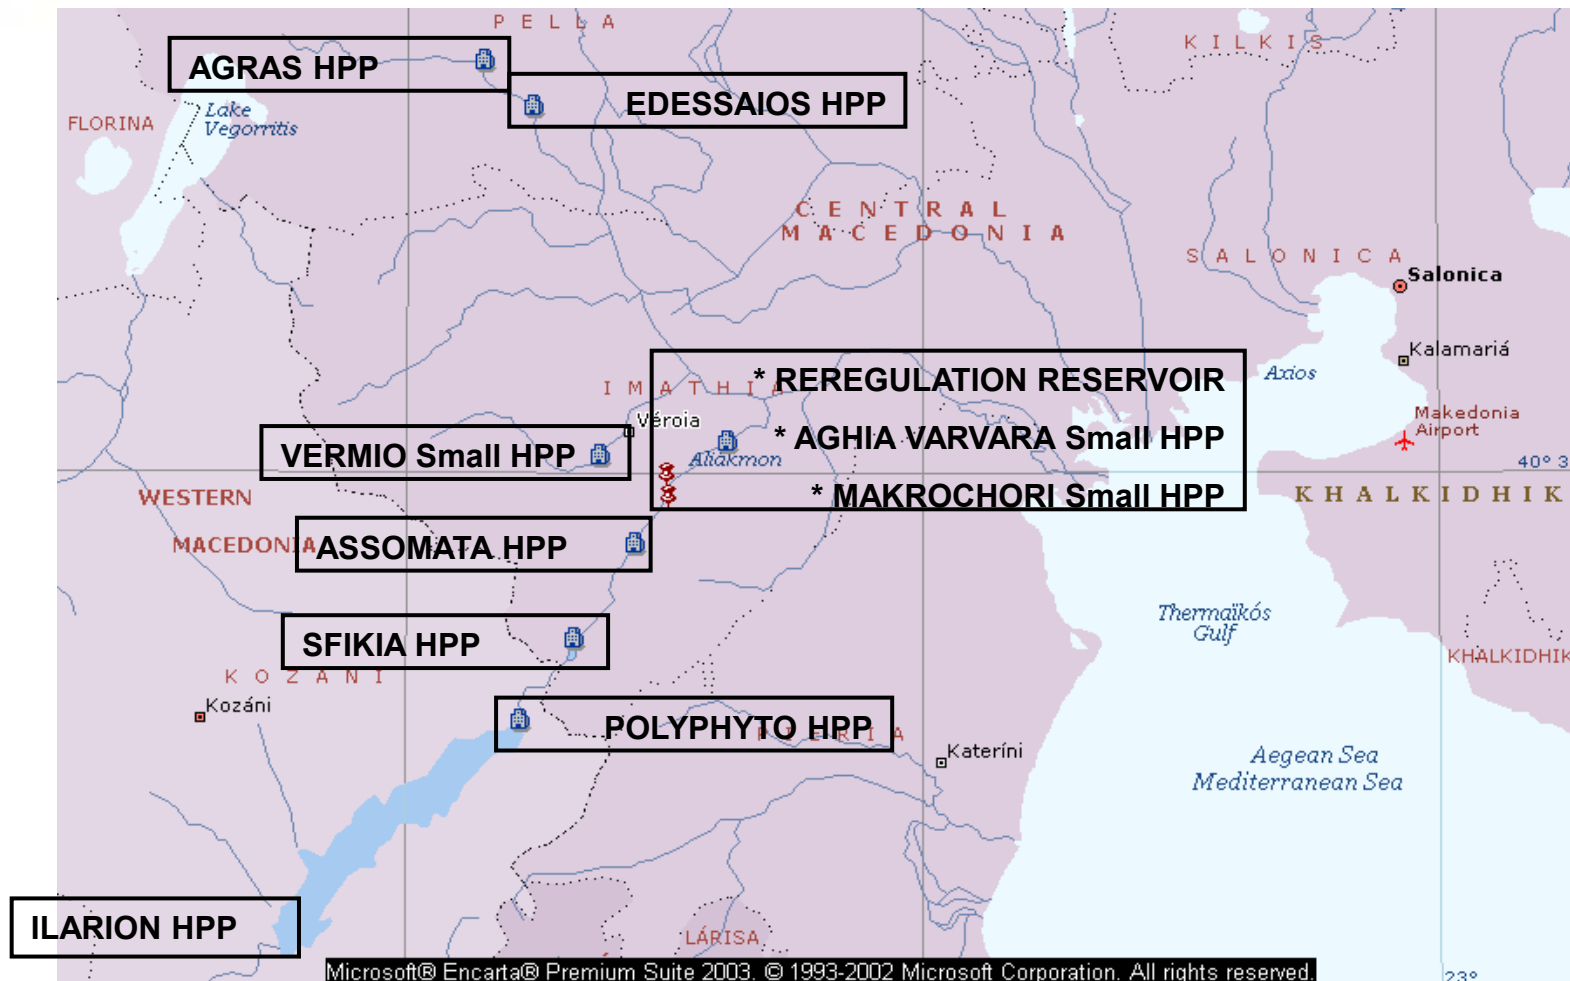 P E L L A
K I L K I S
AGRAS HPP
EDESSAIOS HPP
FLORINA
Lake
Vegorritis
C E N T R A L
M A C E D O N I A
S A L O N I C A
Salonica
Kalamariá
Axios
Makedonia
Airport
I M A T H I A
* REREGULATION RESERVOIR
Véroia
* AGHIA VARVARA Small HPP
Aliakmon
* MAKROCHORI Small HPP
VERMIO Small HPP
40° 3
K H A L K I D H I K
WESTERN
MACEDONIA
ASSOMATA HPP
SFIKIA HPP
Thermaïkós
Gulf
KHALKIDHIK
K O Z A N I
Kozáni
POLYPHYTO HPP
P I E R I A
Kateríni
Aegean Sea
Mediterranean Sea
ILARION HPP
LÁRISA
Microsoft® Encarta® Premium Suite 2003. © 1993-2002 Microsoft Corporation. All rights reserved.
23°